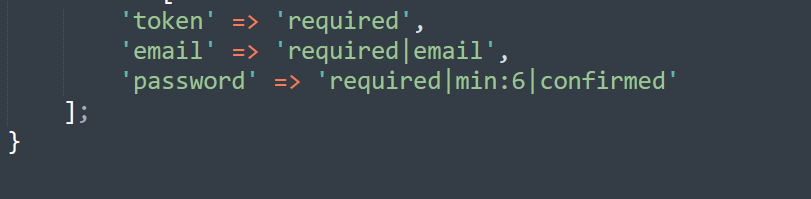 [
'token' => 'required',
'email' => 'required|email',
'password' => 'required|min:6|confirmed'
];
}